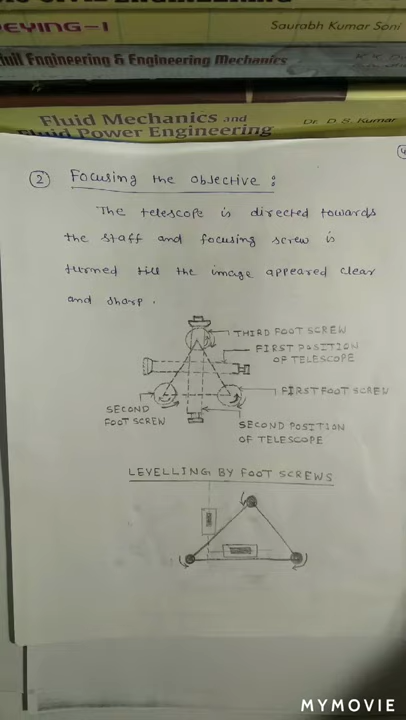 EYING-I
Saurabh Kumar Soni
Civil Engineering & Engineering Mechanics
Fluid Mechanics and
Fluid Power Engineering
Dr. D.S. Kumar
② Focusing the objective :
The telescope is directed towards
the staff and focusing screw is
turned till the image appeared clear
and sharp .
THIRD FOOT SCREW
FIRST POSITION
OF TELESCOPE
FIRST FOOT SCREW
SECOND
FOOT SCREW
SECOND POSITION
OF TELESCOPE
LEVELLING BY FOOT SCREWS
MYMOVIE